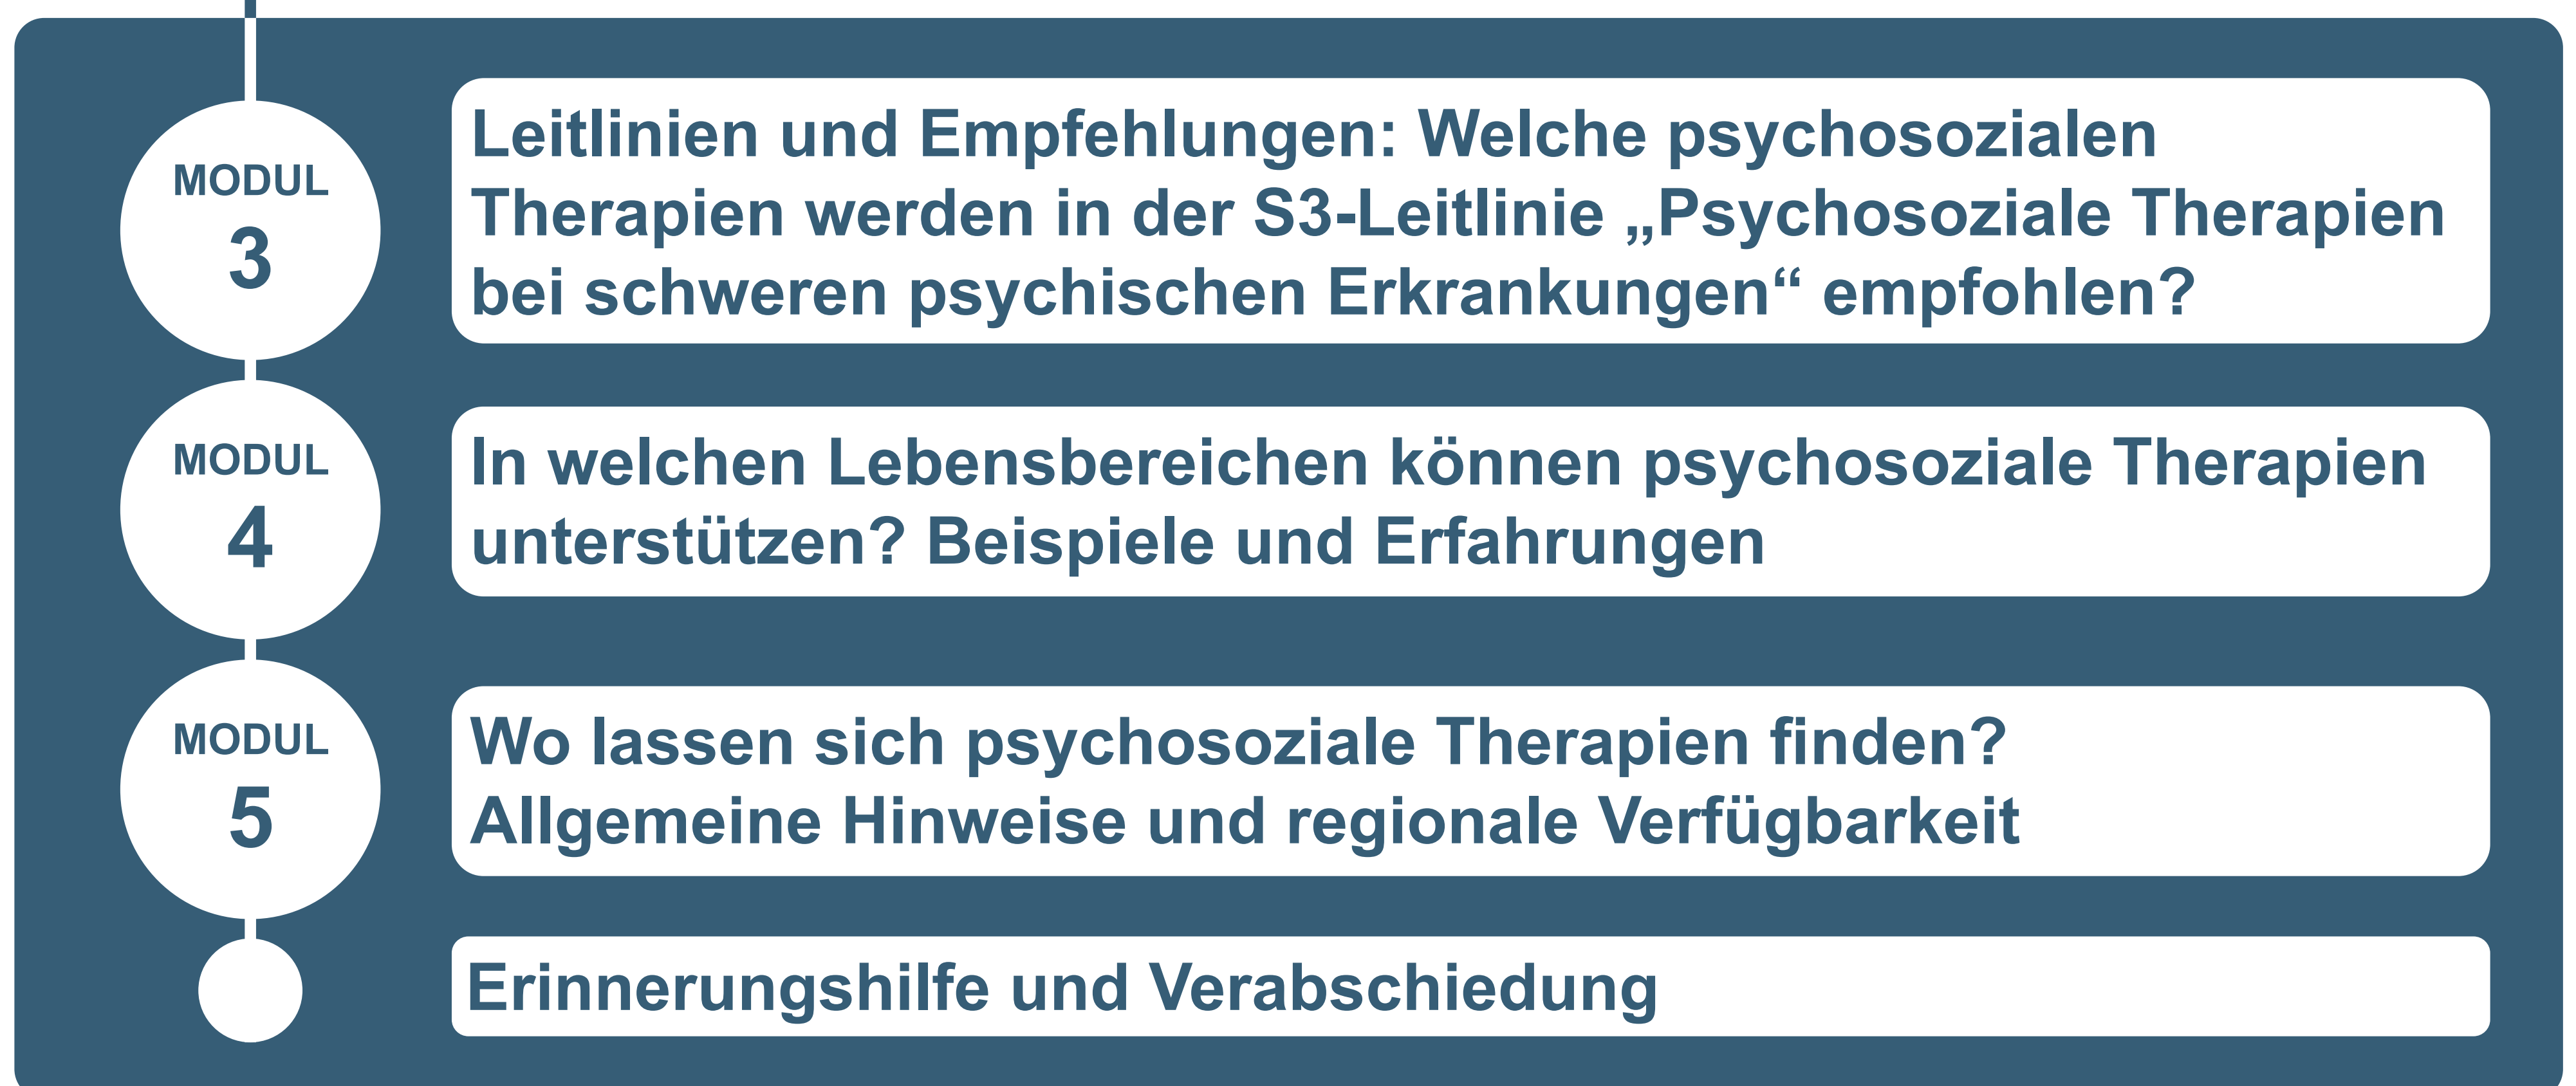 MODUL
3
Leitlinien und Empfehlungen: Welche psychosozialen
Therapien werden in der S3-Leitlinie „Psychosoziale Therapien
bei schweren psychischen Erkrankungen“ empfohlen?
MODUL
4
In welchen Lebensbereichen können psychosoziale Therapien
unterstützen? Beispiele und Erfahrungen
MODUL
5
Wo lassen sich psychosoziale Therapien finden?
Allgemeine Hinweise und regionale Verfügbarkeit
Erinnerungshilfe und Verabschiedung